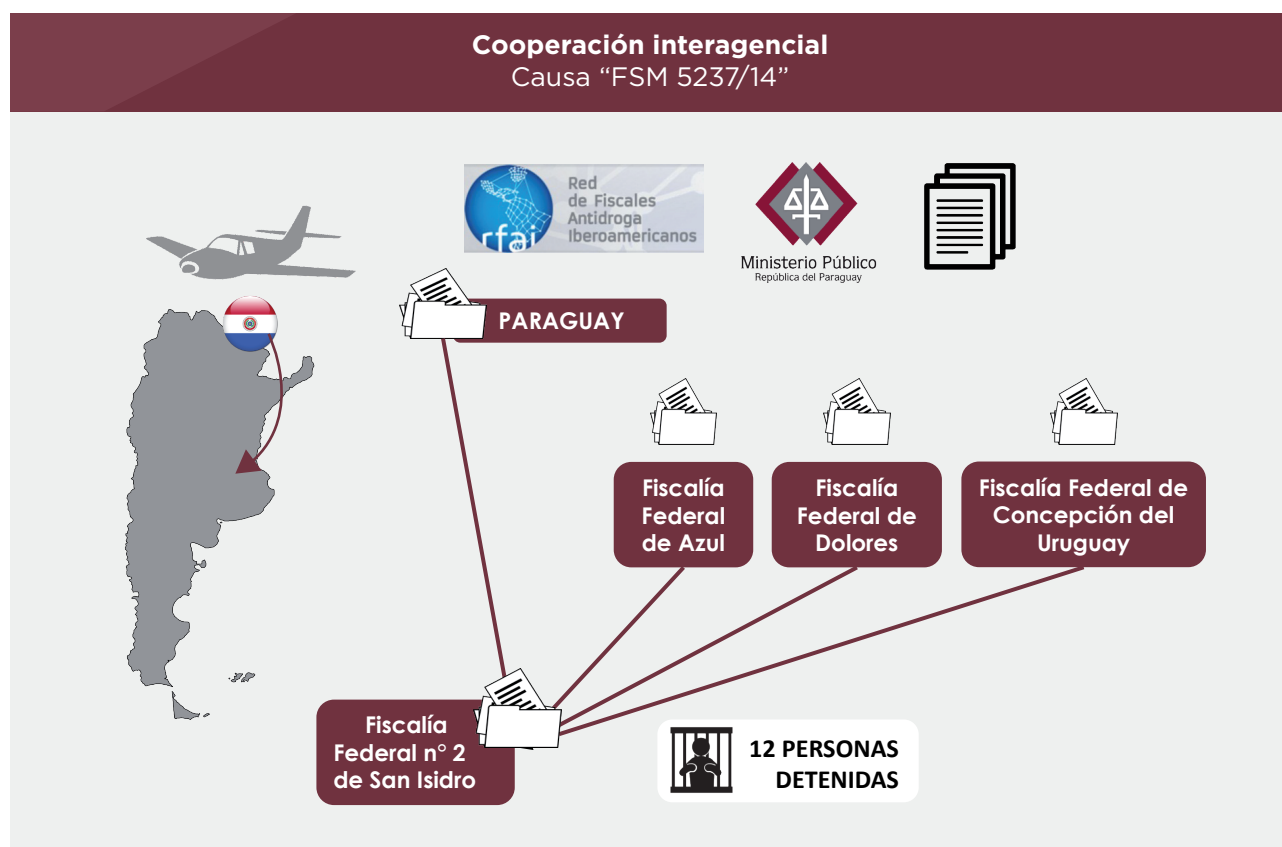 Cooperación interagencial
Causa “FSM 5237/14”
Red
de Fiscales
Antidroga
Iberoamericanos
rfai
Ministerio Público
República del Paraguay
PARAGUAY
Fiscalía
Federal
de Azul
Fiscalía
Federal de
Dolores
Fiscalía Federal de
Concepción del
Uruguay
Fiscalía
Federal n° 2
de San Isidro
12 PERSONAS
DETENIDAS